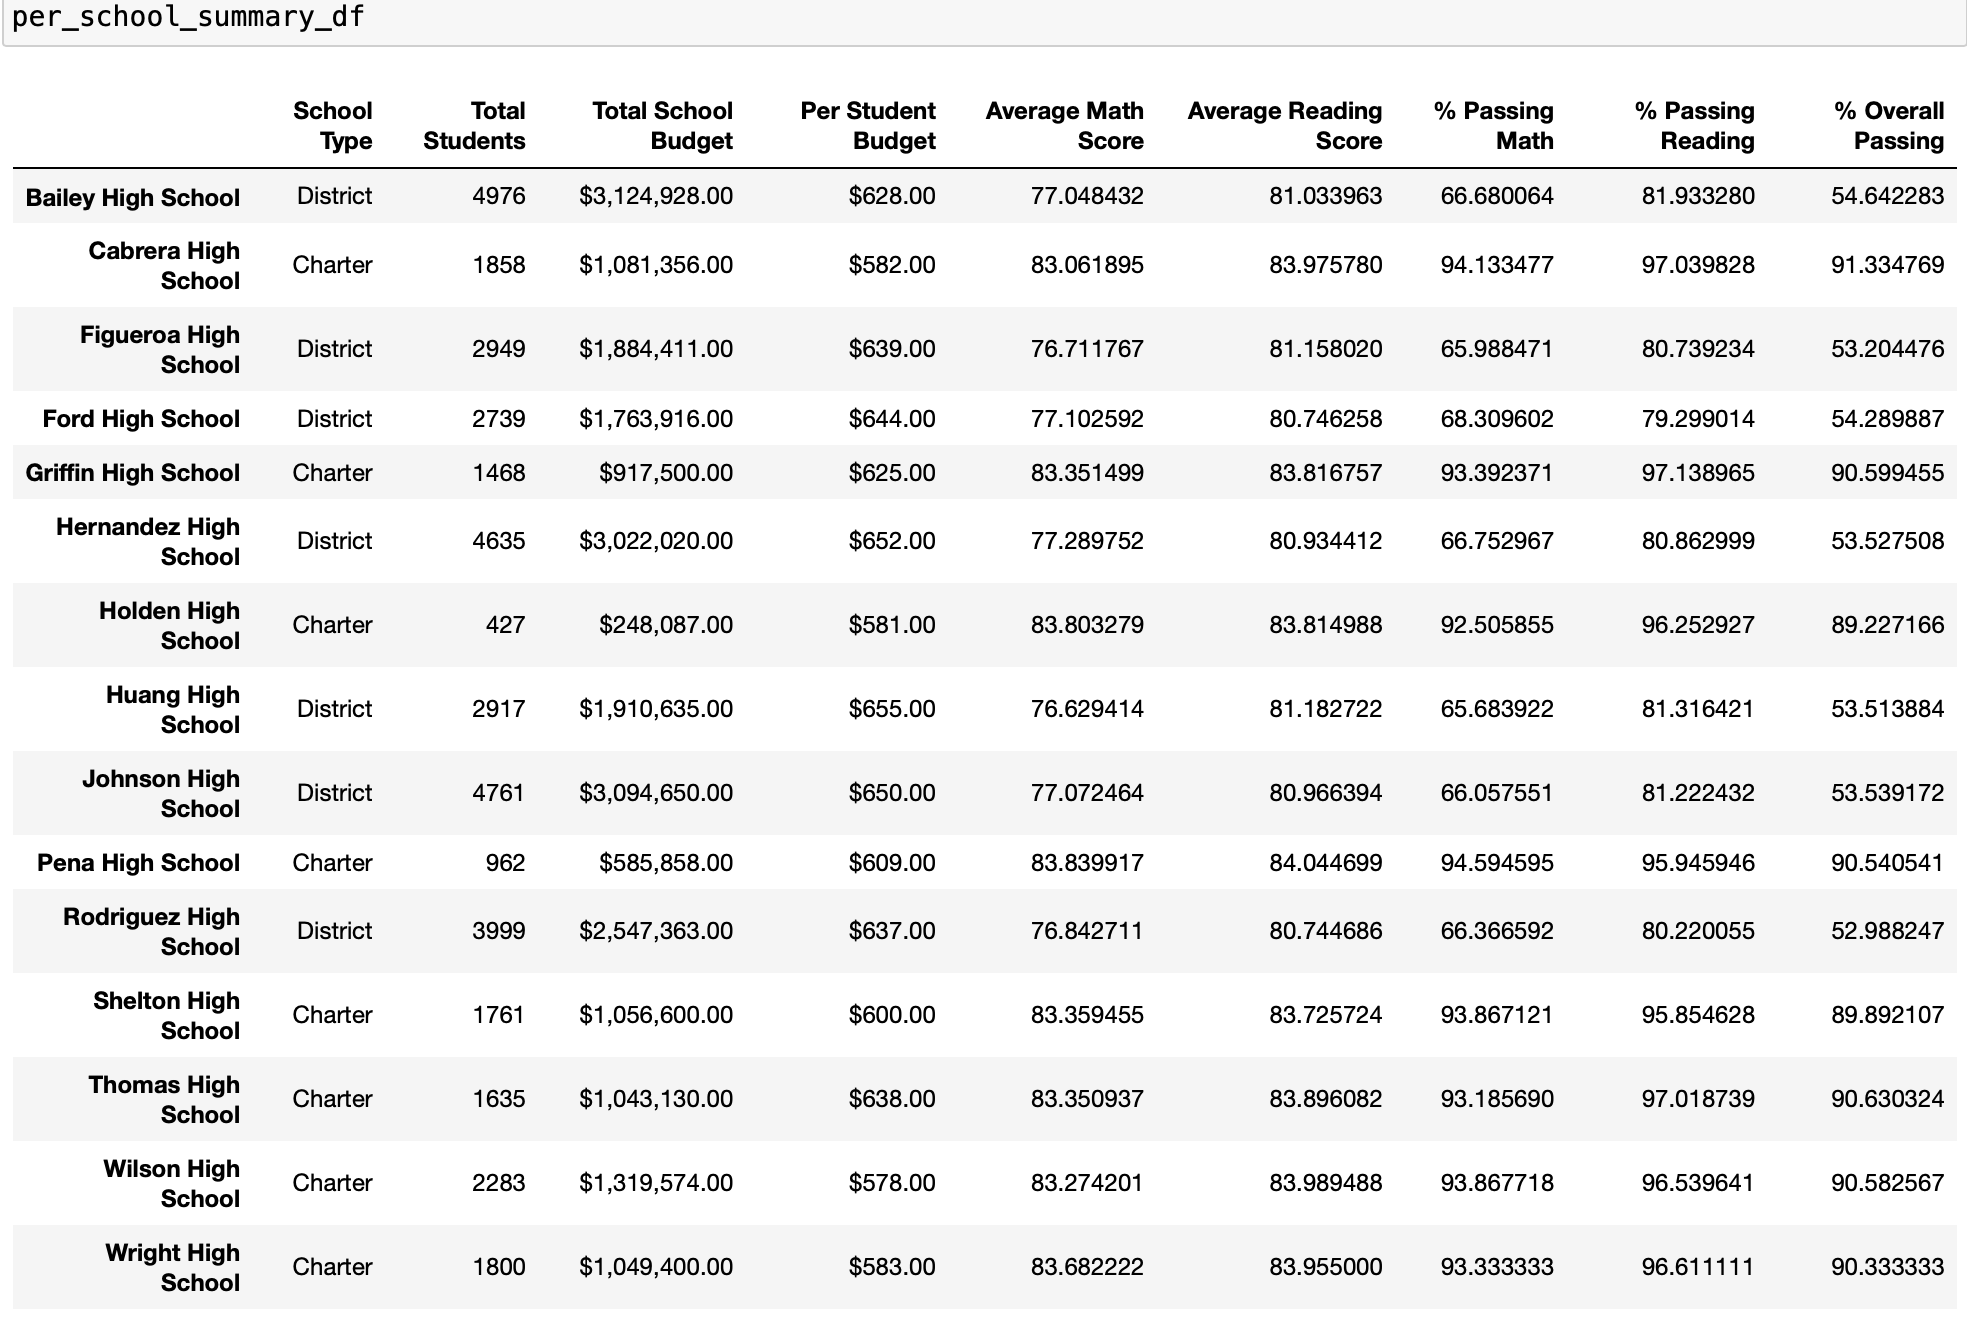 per_school_summary_df
School Type Total Students Total School Budget Per Student Budget Average Math Score Average Reading Score % Passing Math % Passing Reading % Overall Passing
Bailey High School District 4976 $3,124,928.00 $628.00 77.048432 81.033963 66.680064 81.933280 54.642283
Cabrera High School Charter 1858 $1,081,356.00 $582.00 83.061895 83.975780 94.133477 97.039828 91.334769
Figueroa High School District 2949 $1,884,411.00 $639.00 76.711767 81.158020 65.988471 80.739234 53.204476
Ford High School District 2739 $1,763,916.00 $644.00 77.102592 80.746258 68.309602 79.299014 54.289887
Griffin High School Charter 1468 $917,500.00 $625.00 83.351499 83.816757 93.392371 97.138965 90.599455
Hernandez High School District 4635 $3,022,020.00 $652.00 77.289752 80.934412 66.752967 80.862999 53.527508
Holden High School Charter 427 $248,087.00 $581.00 83.803279 83.814988 92.505855 96.252927 89.227166
Huang High School District 2917 $1,910,635.00 $655.00 76.629414 81.182722 65.683922 81.316421 53.513884
Johnson High School District 4761 $3,094,650.00 $650.00 77.072464 80.966394 66.057551 81.222432 53.539172
Pena High School Charter 962 $585,858.00 $609.00 83.839917 84.044699 94.594595 95.945946 90.540541
Rodriguez High School District 3999 $2,547,363.00 $637.00 76.842711 80.744686 66.366592 80.220055 52.988247
Shelton High School Charter 1761 $1,056,600.00 $600.00 83.359455 83.725724 93.867121 95.854628 89.892107
Thomas High School Charter 1635 $1,043,130.00 $638.00 83.350937 83.896082 93.185690 97.018739 90.630324
Wilson High School Charter 2283 $1,319,574.00 $578.00 83.274201 83.989488 93.867718 96.539641 90.582567
Wright High School Charter 1800 $1,049,400.00 $583.00 83.682222 83.955000 93.333333 96.611111 90.333333